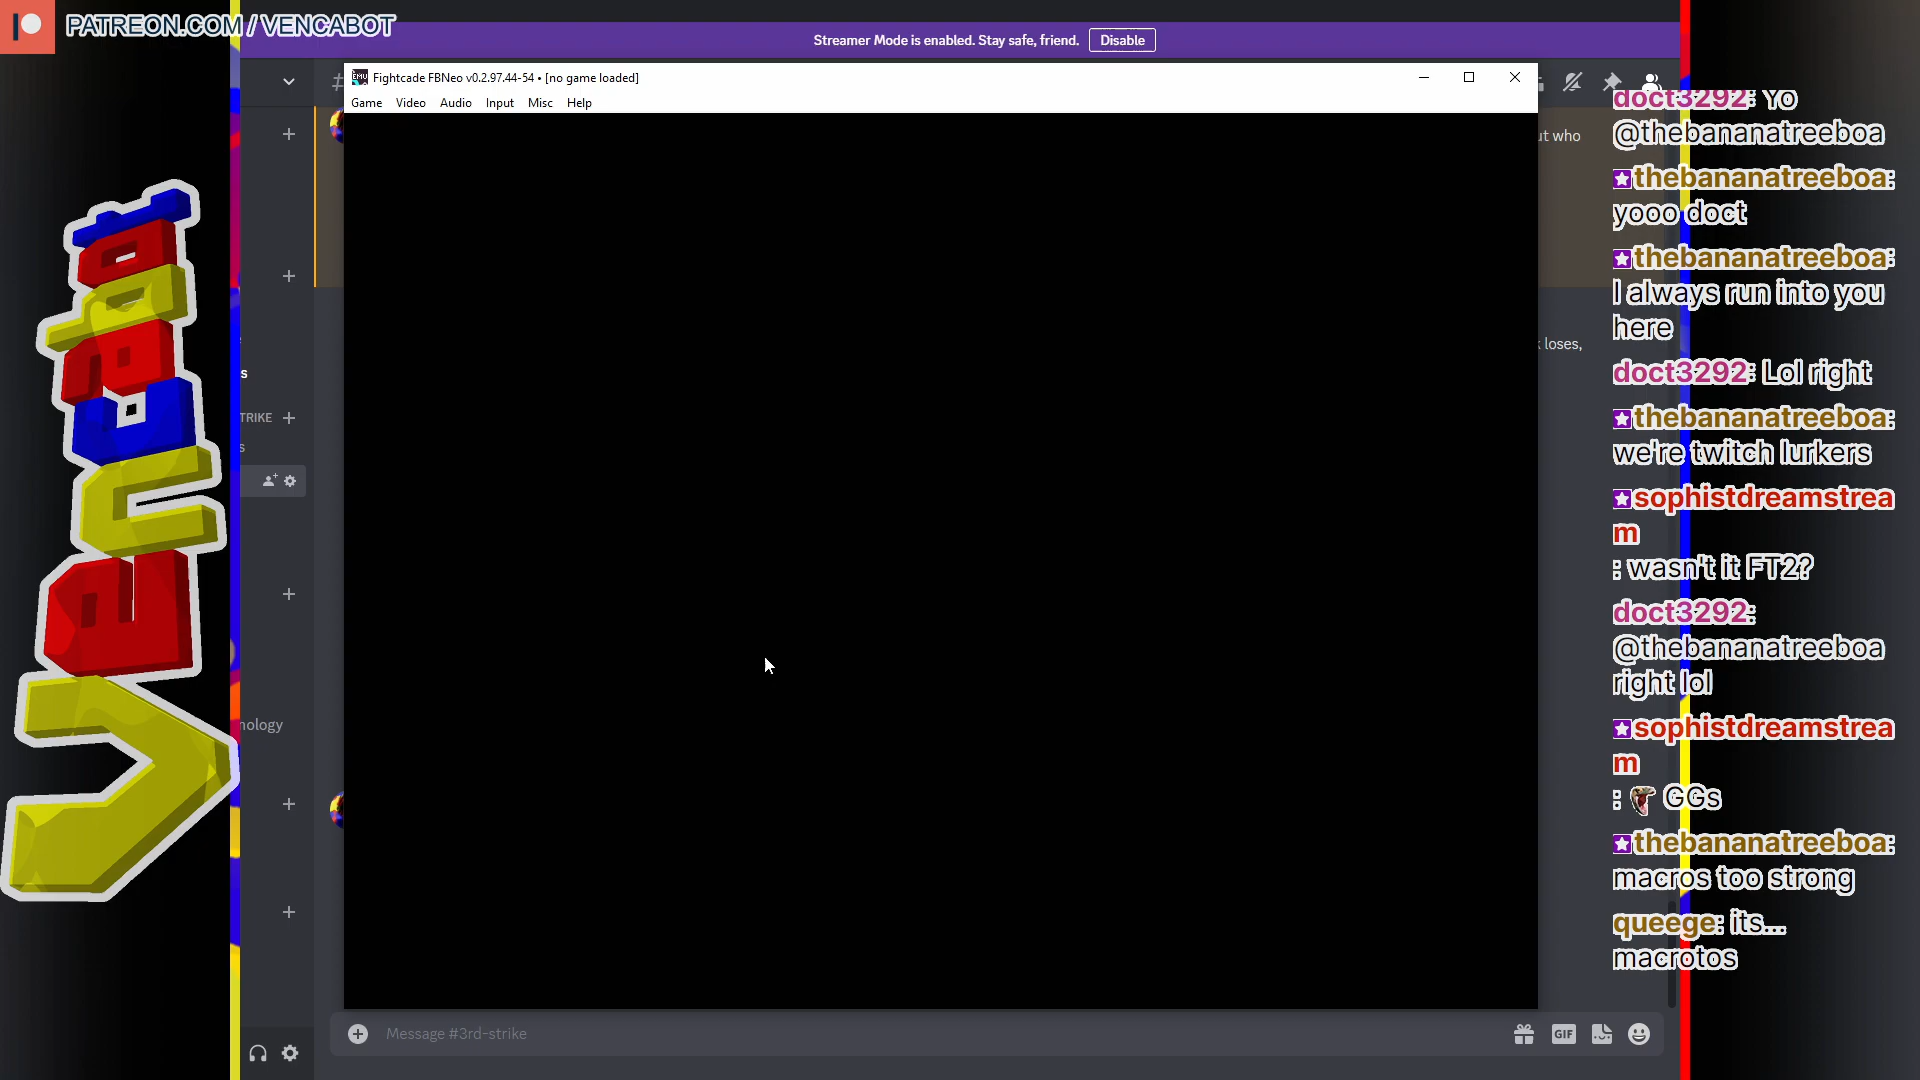 PATREON.COM / VENCABOT
Streamer Mode is enabled. Stay safe, friend.
Disable
Fightcade FBNeo v0.2.97.44-54 • [no game loaded]
Game Video Audio Input Misc Help
ut who
loses,
s
TRIKE
s
nology
Vencabot
Message #3rd-strike
GIF
doct3292: Yo
@thebananatreeboa
thebananatreeboa:
yooo doct
thebananatreeboa:
I always run into you
here
doct3292: Lol right
thebananatreeboa:
we're twitch lurkers
sophistdreamstrea
m
: wasn't it FT2?
doct3292:
@thebananatreeboa
right lol
sophistdreamstrea
m
: GGs
thebananatreeboa:
macros too strong
queege: its...
macrotos